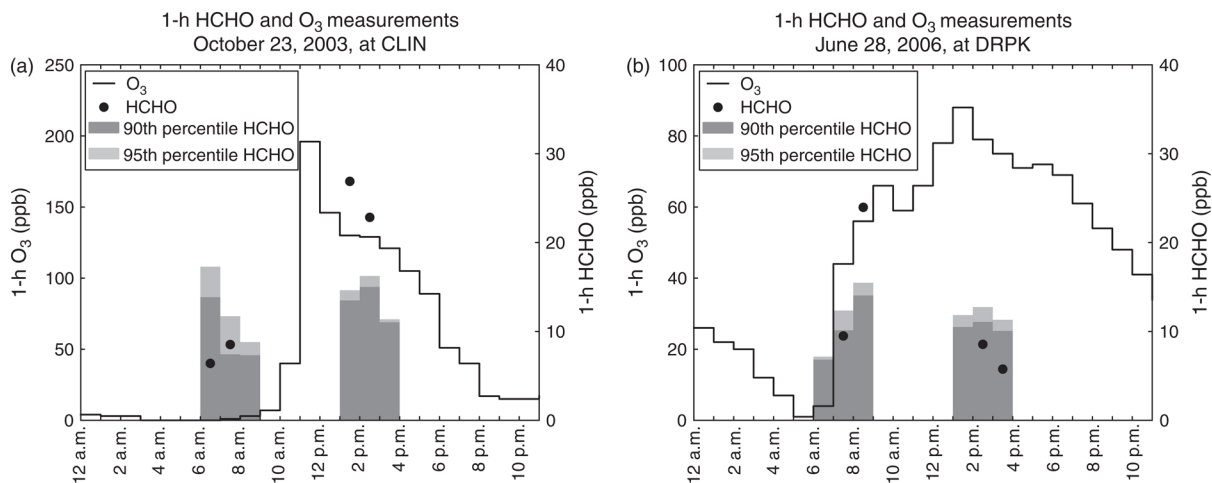 1-h HCHO and O3 measurements
October 23, 2003, at CLIN
(a)
250
200
150
100
50
0
1-h O3 (ppb)
O3
HCHO
90th percentile HCHO
95th percentile HCHO
40
30
20
10
0
1-h HCHO (ppb)
12 a.m.
2 a.m.
4 a.m.
6 a.m.
8 a.m.
10 a.m.
12 p.m.
2 p.m.
4 p.m.
6 p.m.
8 p.m.
10 p.m.
1-h HCHO and O3 measurements
June 28, 2006, at DRPK
(b)
100
80
60
40
20
0
1-h O3 (ppb)
O3
HCHO
90th percentile HCHO
95th percentile HCHO
40
30
20
10
0
1-h HCHO (ppb)
12 a.m.
2 a.m.
4 a.m.
6 a.m.
8 a.m.
10 a.m.
12 p.m.
2 p.m.
4 p.m.
6 p.m.
8 p.m.
10 p.m.